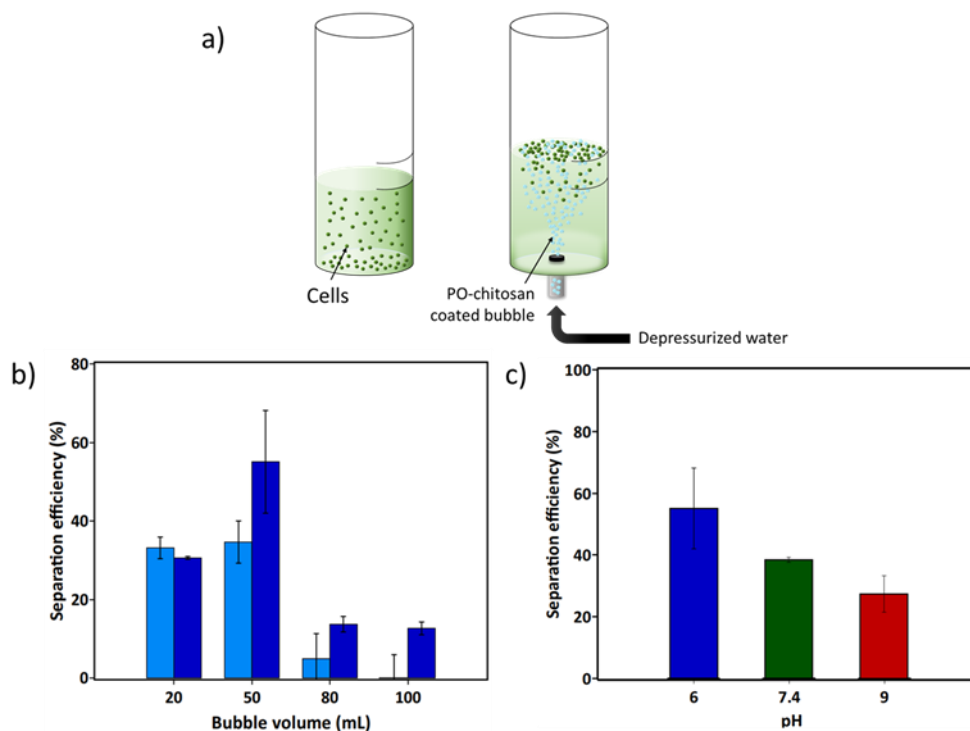 a)
Cells
PO-chitosan
coated bubble
Depressurized water
b)
Separation efficiency (%)
80
60
40
20
0
20 50 80 100
Bubble volume (mL)
c)
Separation efficiency (%)
100
80
60
40
20
0
6 7.4 9
pH